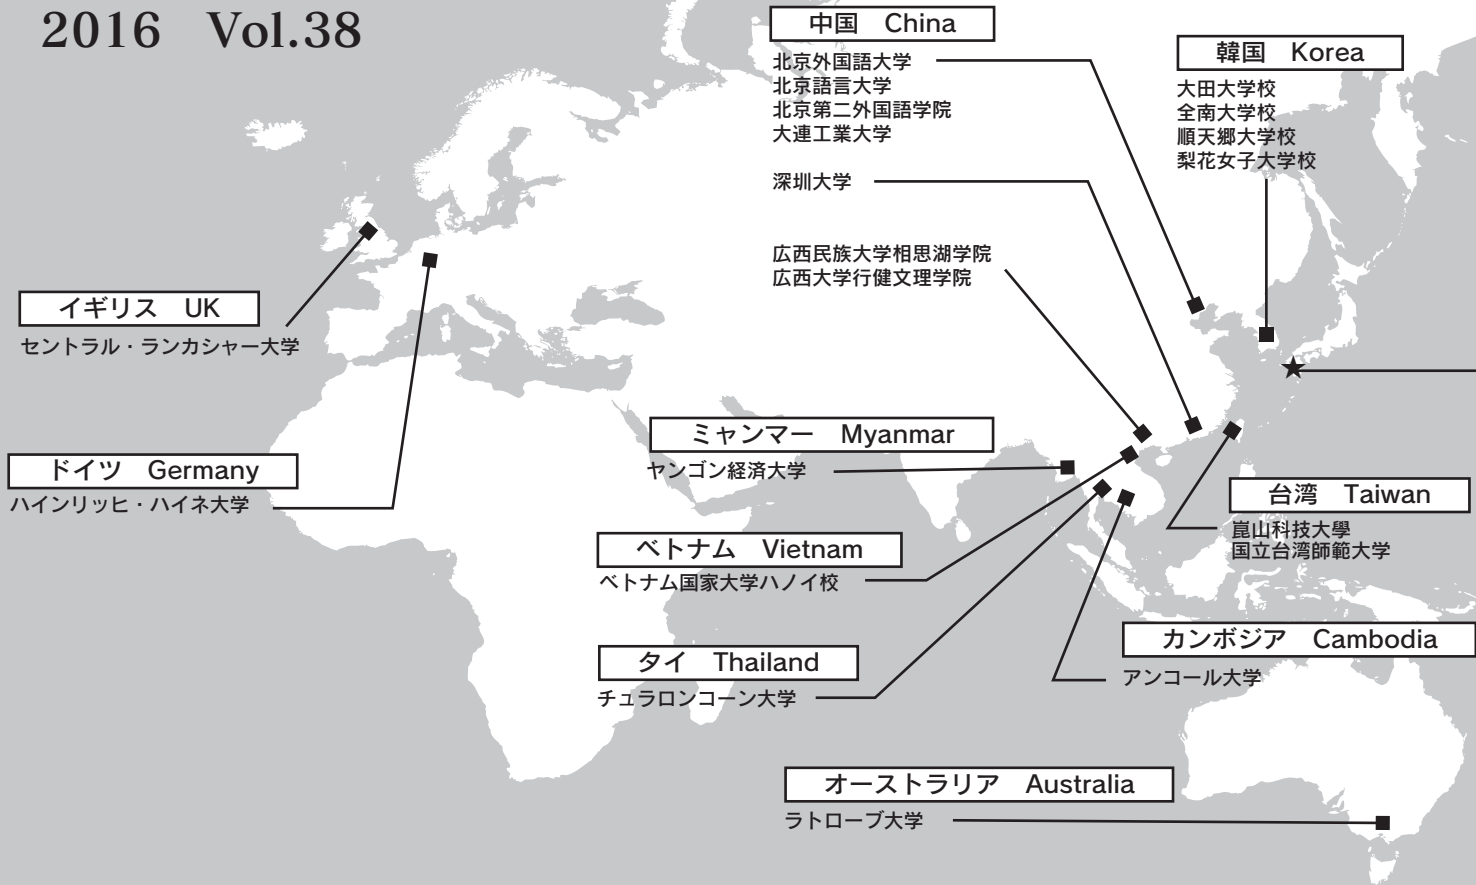 2016 Vol.38
中国 China
北京外国語大学
北京語言大学
北京第二外国語学院
大連工業大学
深圳大学
広西民族大学相思湖学院
広西大学行健文理学院
韓国 Korea
大田大学校
全南大学校
順天郷大学校
梨花女子大学校
イギリス UK
セントラル・ランカシャー大学
ドイツ Germany
ハインリッヒ・ハイネ大学
ミャンマー Myanmar
ヤンゴン経済大学
台湾 Taiwan
崑山科技大學
国立台湾師範大学
ベトナム Vietnam
ベトナム国家大学ハノイ校
タイ Thailand
チュラロンコーン大学
カンボジア Cambodia
アンコール大学
オーストラリア Australia
ラトローブ大学